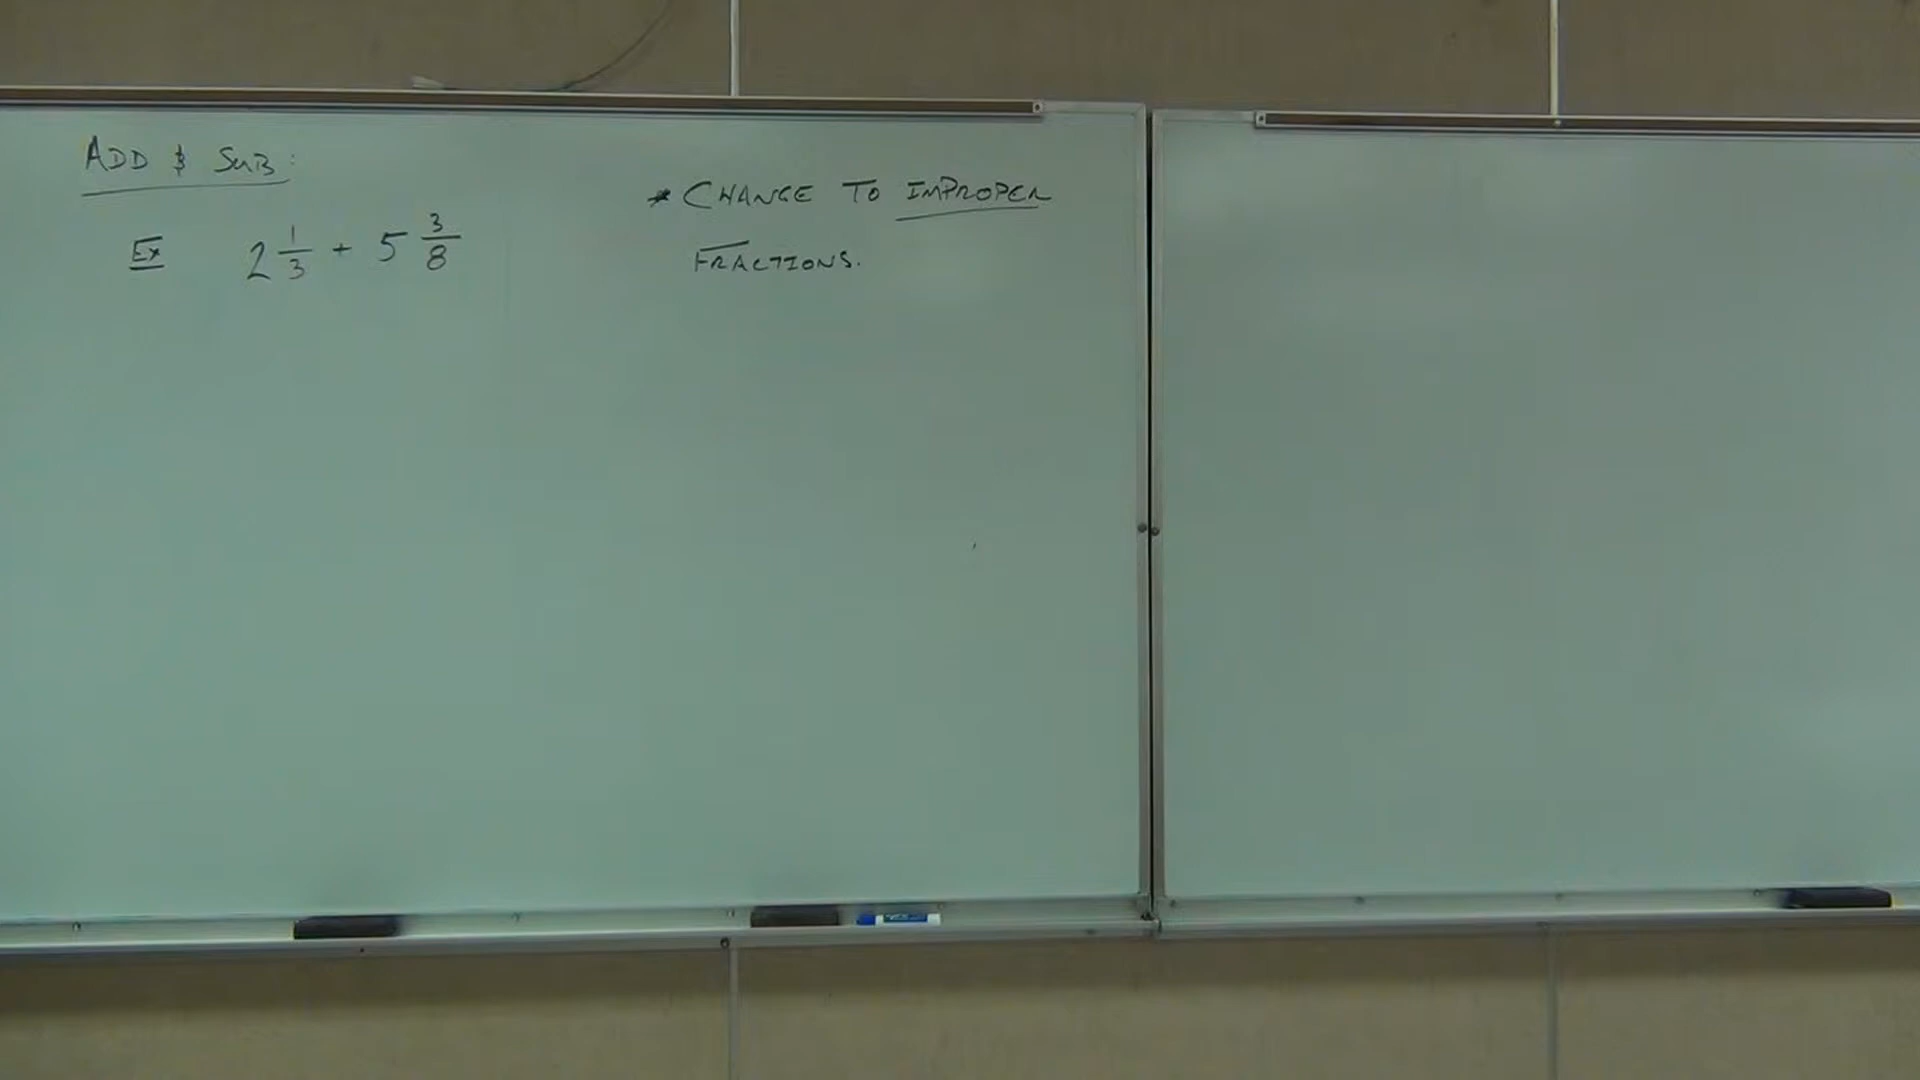 ADD & SUB:
Ex 2 1/3 + 5 3/8
* CHANGE TO IMPROPER
FRACTIONS.